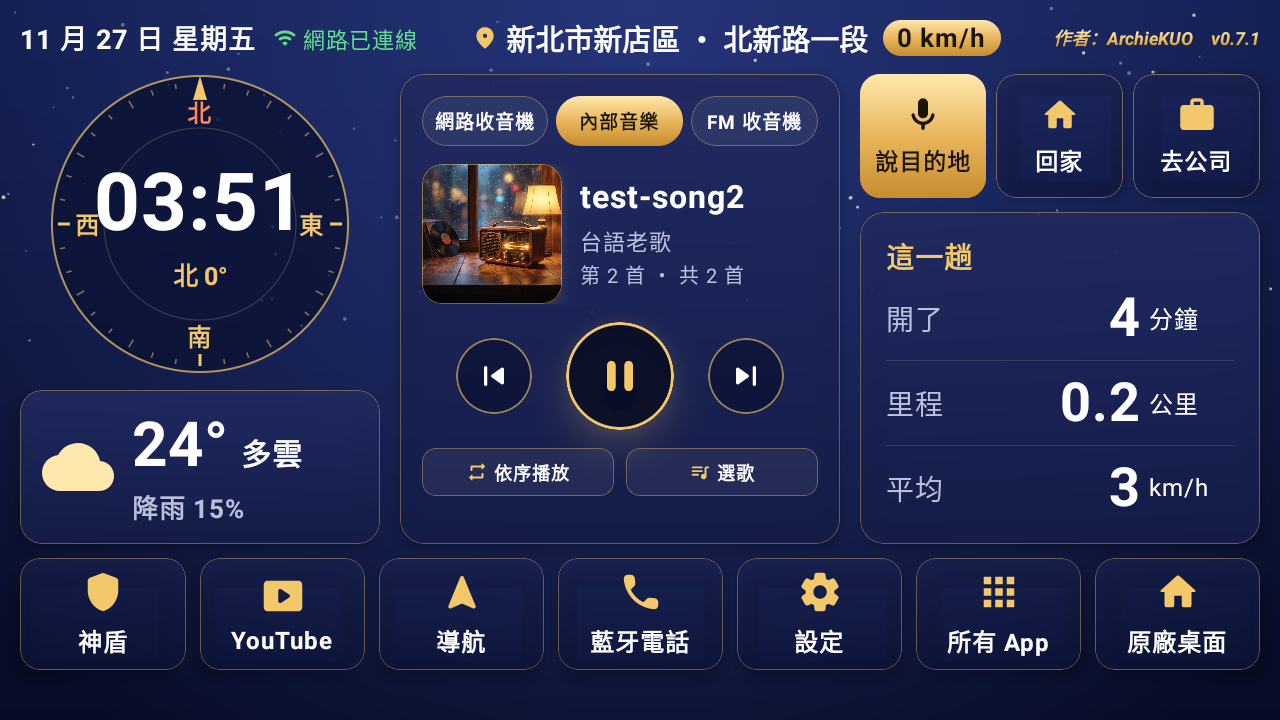 11 月 27 日 星期五
網路已連線
新北市新店區 • 北新路一段
0 km/h
作者: ArchieKUO v0.7.1
北
西
03:51
東
北 0°
南
24° 多雲
降雨 15%
網路收音機
內部音樂
FM 收音機
test-song2
台語老歌
第 2 首 • 共 2 首
依序播放
選歌
說目的地
回家
去公司
這一趟
開了 4 分鐘
里程 0.2 公里
平均 3 km/h
神盾
YouTube
導航
藍牙電話
設定
所有 App
原廠桌面